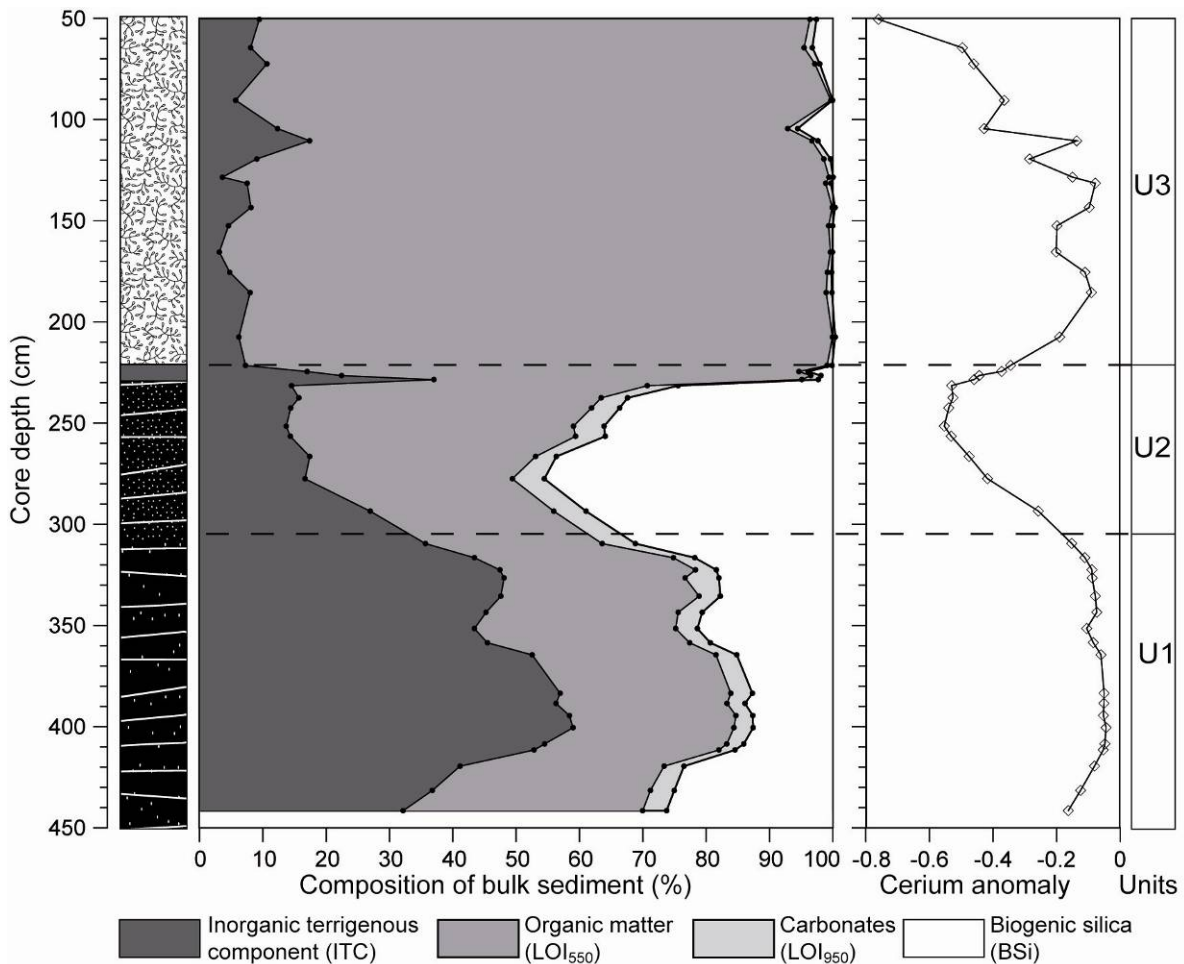 Core depth (cm)
50
100
150
200
250
300
350
400
450
0 10 20 30 40 50 60 70 80 90 100
Composition of bulk sediment (%)
-0.8 -0.6 -0.4 -0.2 0
Cerium anomaly
U3
U2
U1
Units
Inorganic terrigenous
component (ITC)
Organic matter
(LOI550)
Carbonates
(LOI950)
Biogenic silica
(BSi)